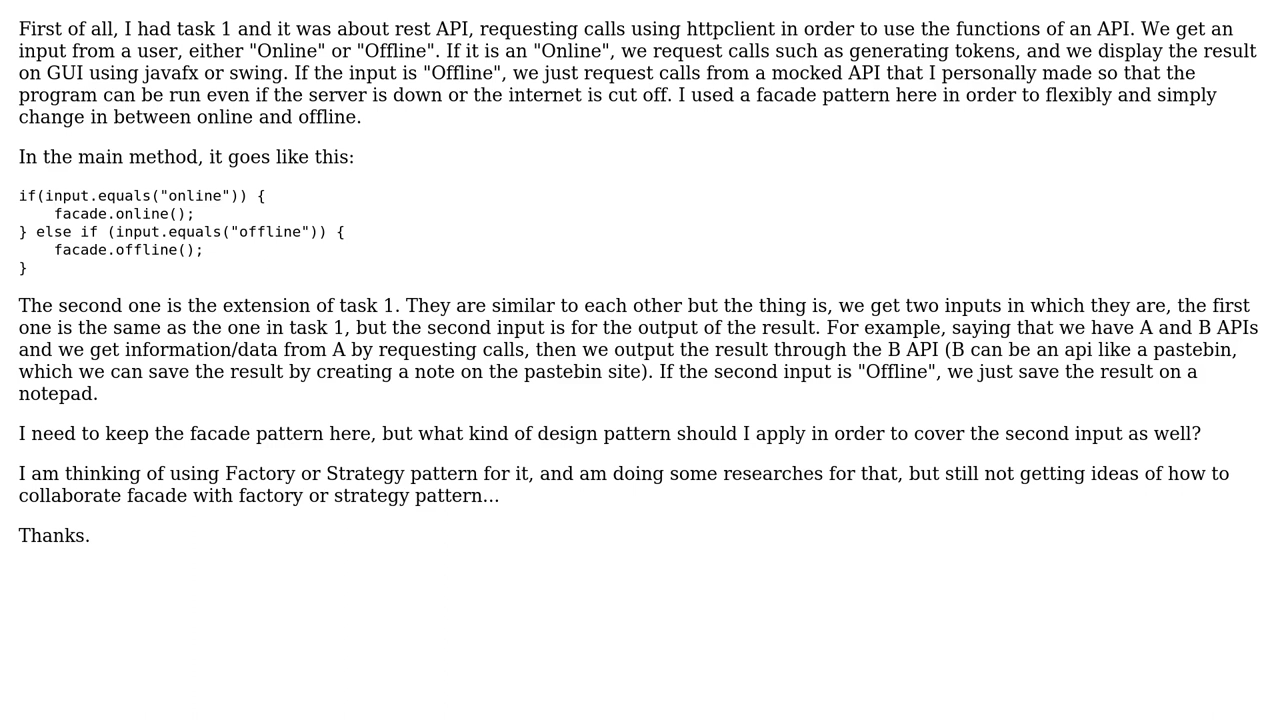 First of all, I had task 1 and it was about rest API, requesting calls using httpclient in order to use the functions of an API. We get an
input from a user, either "Online" or "Offline". If it is an "Online", we request calls such as generating tokens, and we display the result
on GUI using javafx or swing. If the input is "Offline", we just request calls from a mocked API that I personally made so that the
program can be run even if the server is down or the internet is cut off. I used a facade pattern here in order to flexibly and simply
change in between online and offline.
In the main method, it goes like this:
if(input.equals("online")) {
    facade.online();
} else if (input.equals("offline")) {
    facade.offline();
}
The second one is the extension of task 1. They are similar to each other but the thing is, we get two inputs in which they are, the first
one is the same as the one in task 1, but the second input is for the output of the result. For example, saying that we have A and B APIs
and we get information/data from A by requesting calls, then we output the result through the B API (B can be an api like a pastebin,
which we can save the result by creating a note on the pastebin site). If the second input is "Offline", we just save the result on a
notepad.
I need to keep the facade pattern here, but what kind of design pattern should I apply in order to cover the second input as well?
I am thinking of using Factory or Strategy pattern for it, and am doing some researches for that, but still not getting ideas of how to
collaborate facade with factory or strategy pattern...
Thanks.